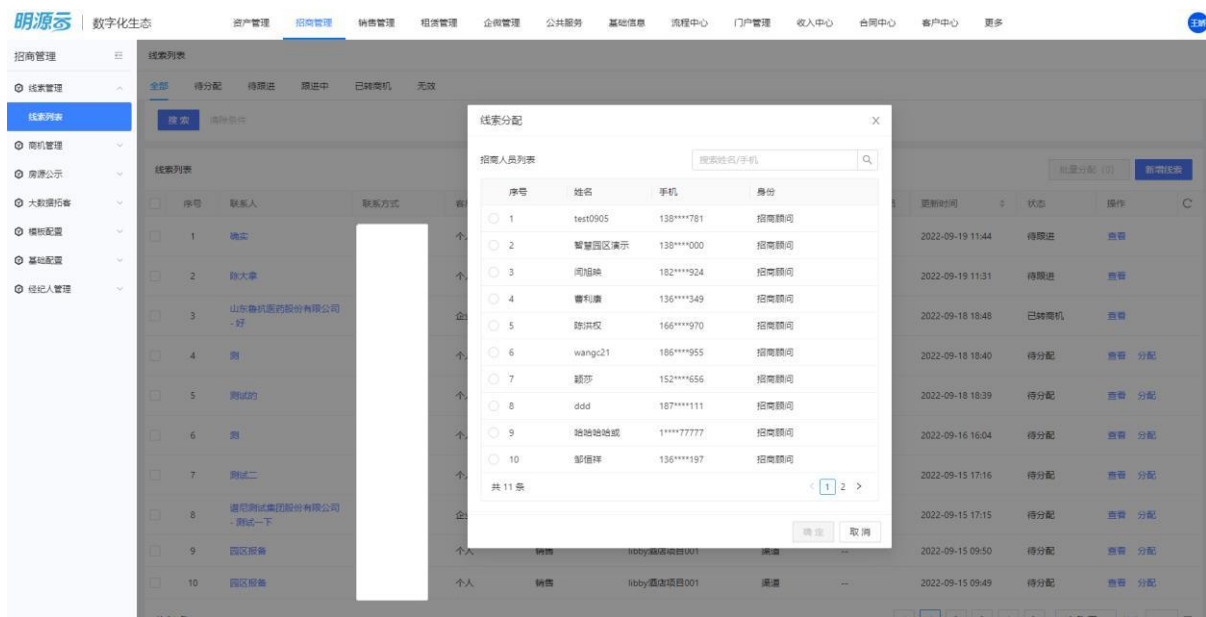 明源云 数字化生态 资产管理 招商管理 销售管理 租赁管理 企微管理 公共服务 基础信息 流程中心 门户管理 收入中心 合同中心 客户中心 更多
招商管理
线索管理
线索列表
商机管理
房源公示
大数据拓客
模板配置
基础配置
经纪人管理
线索列表
全部 待分配 待跟进 跟进中 已转商机 无效
搜索 清除条件
线索列表 批量分配 (0) 新增线索
序号 联系人 联系方式 更新时间 状态 操作
1 确实 2022-09-19 11:44 待跟进 查看
2 陈大拿 2022-09-19 11:31 待跟进 查看
3 山东鲁抗医药股份有限公司
- 好 2022-09-18 18:48 已转商机 查看
4 测 2022-09-18 18:40 待分配 查看 分配
5 测试的 2022-09-18 18:39 待分配 查看 分配
6 测 2022-09-16 16:04 待分配 查看 分配
7 测试二 2022-09-15 17:16 待分配 查看 分配
8 谱尼测试集团股份有限公司
- 测试一下 2022-09-15 17:15 待分配 查看 分配
9 园区报备 个人 销售 libby酒店项目001 渠道 -- 2022-09-15 09:50 待分配 查看 分配
10 园区报备 个人 销售 libby酒店项目001 渠道 -- 2022-09-15 09:49 待分配 查看 分配
线索分配
招商人员列表 搜索姓名/手机
序号 姓名 手机 身份
1 test0905 138****781 招商顾问
2 智慧园区演示 138****000 招商顾问
3 182****924 招商顾问
4 曹利康 136****349 招商顾问
5 陈洪权 166****970 招商顾问
6 wangc21 186****955 招商顾问
7 颖莎 152****656 招商顾问
8 ddd 187****111 招商顾问
9 哈哈哈哈或 1****77777 招商顾问
10 136****197 招商顾问
共 11 条 < 1 2 >
确定 取消